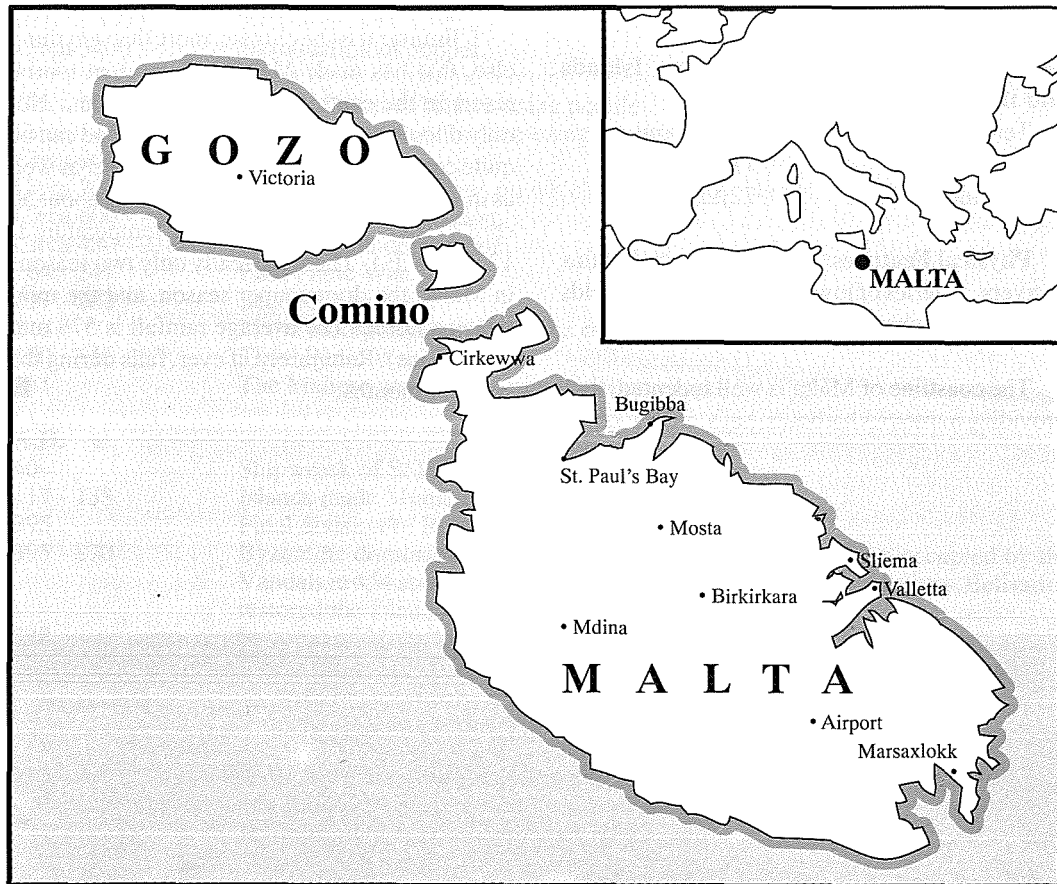 G O Z O
Victoria
MALTA
Comino
Cirkewwa
Bugibba
St. Paul's Bay
Mosta
Sliema
Birkirkara
Valletta
Mdina
M A L T A
Airport
Marsaxlokk